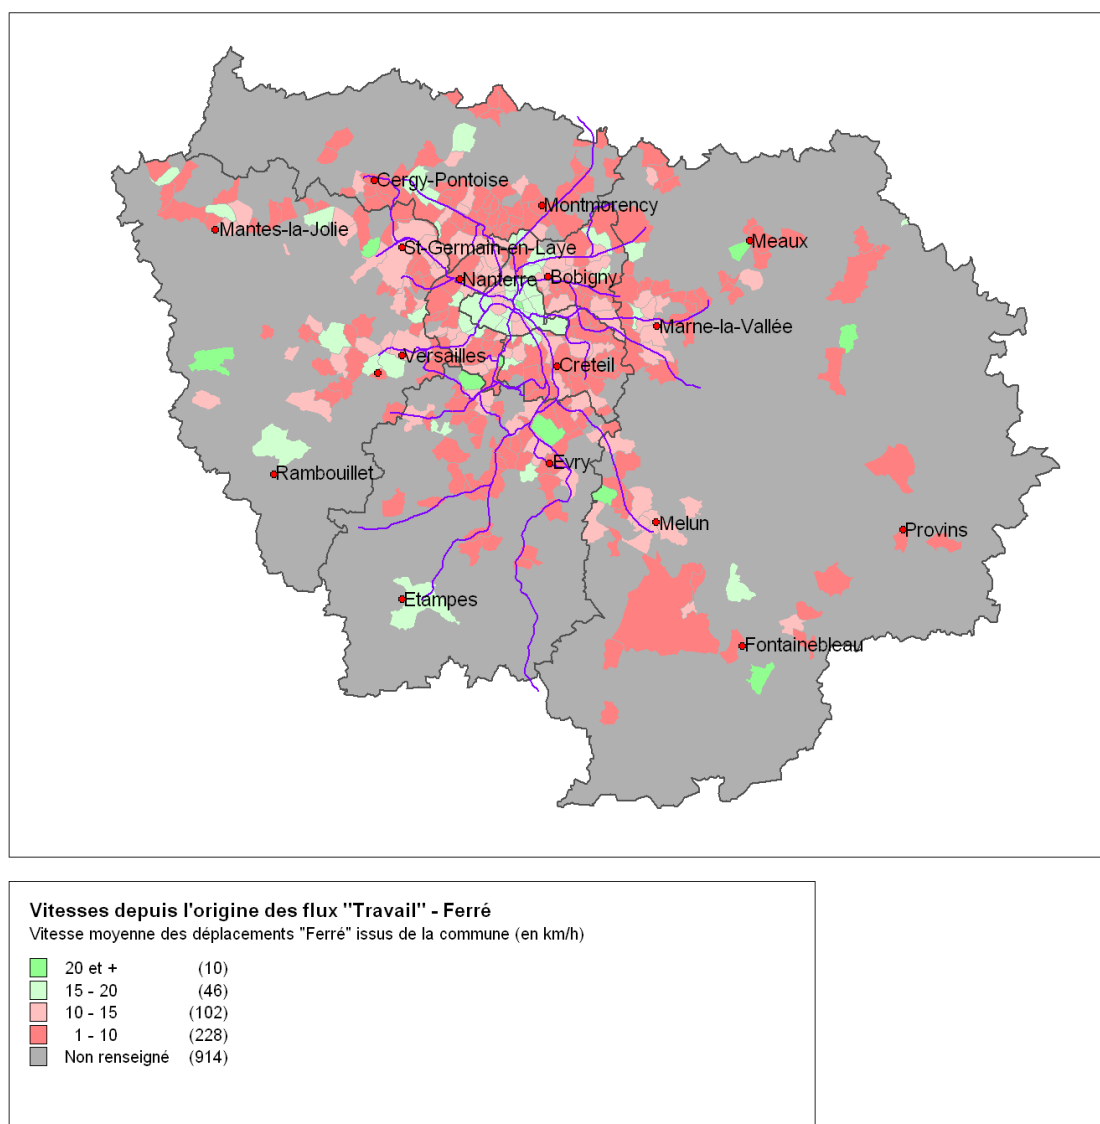 Cergy-Pontoise
Montmorency
Mantes-la-Jolie
St-Germain-en-Laye
Meaux
Nanterre
Bobigny
Marne-la-Vallée
Versailles
Creteil
Rambouillet
Evry
Melun
Provins
Etampes
Fontainebleau
Vitesses depuis l'origine des flux "Travail" - Ferré
Vitesse moyenne des déplacements "Ferré" issus de la commune (en km/h)
20 et + (10)
15 - 20 (46)
10 - 15 (102)
1 - 10 (228)
Non renseigné (914)